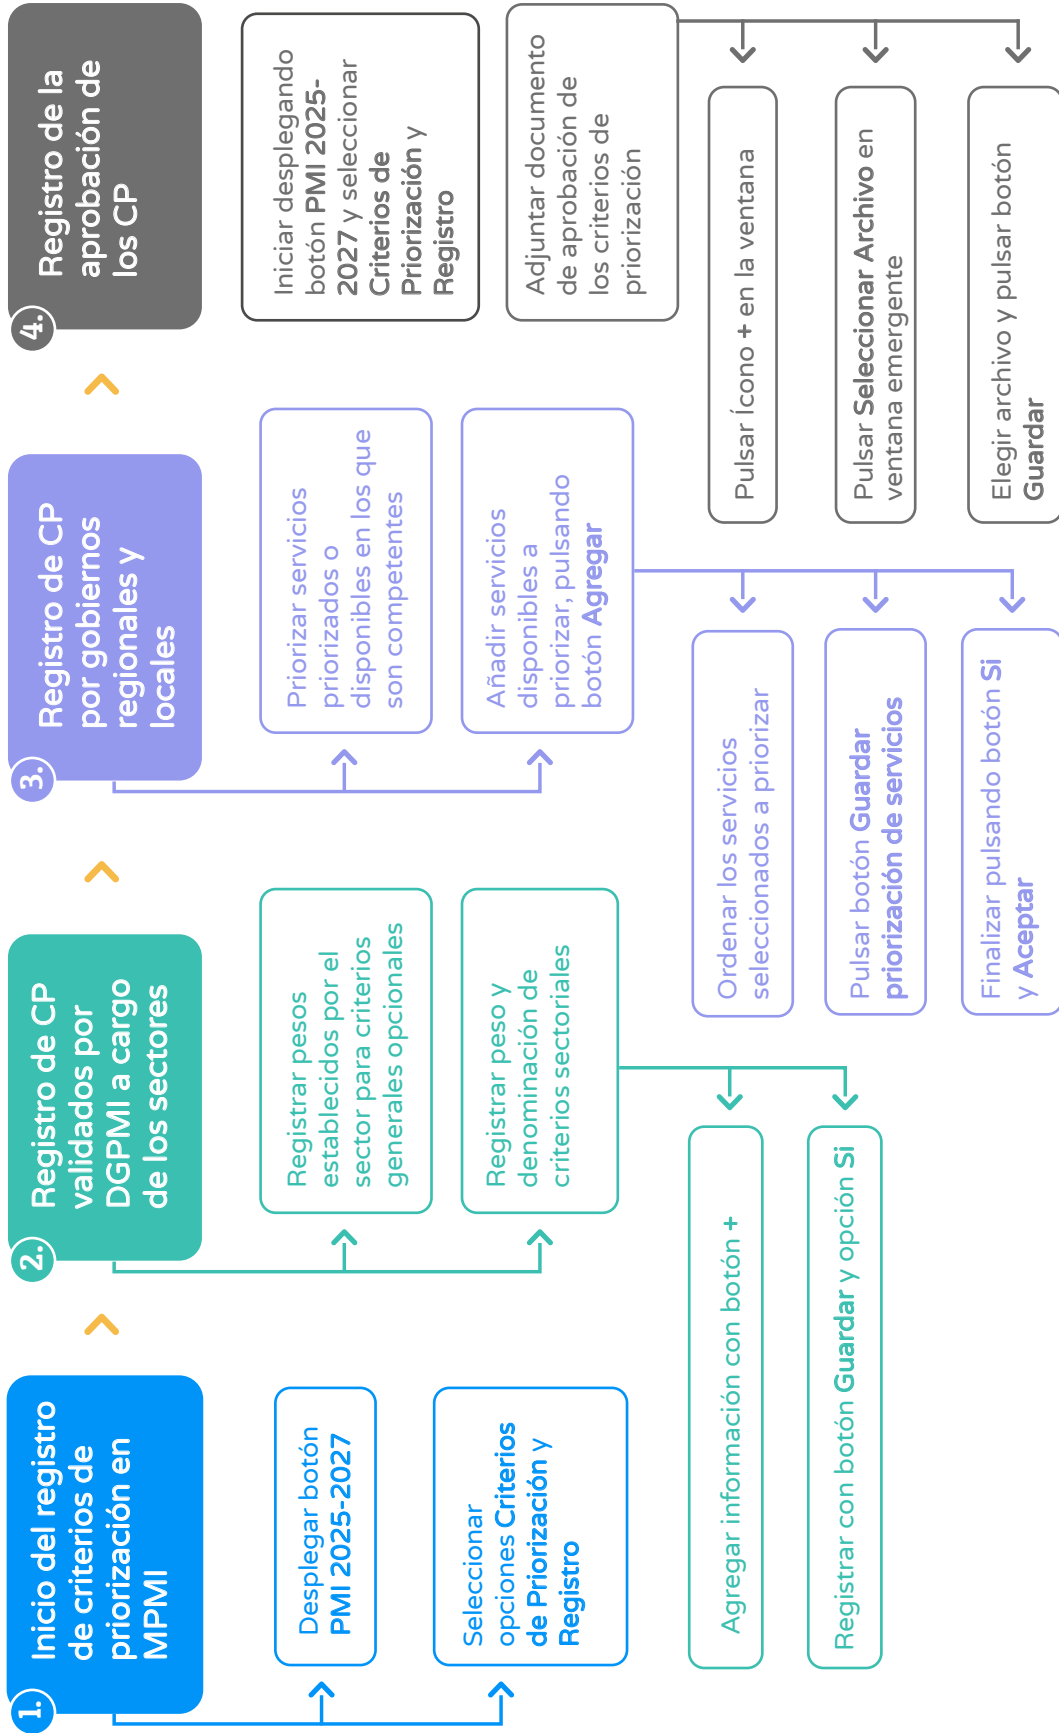 1.
Inicio del registro
de criterios de
priorización en
MPMI
Desplegar botón
PMI 2025-2027
Seleccionar
opciones Criterios
de Priorización y
Registro
2.
Registro de CP
validados por
DGPMI a cargo
de los sectores
Registrar pesos
establecidos por el
sector para criterios
generales opcionales
Registrar peso y
denominación de
criterios sectoriales
Agregar información con botón +
Registrar con botón Guardar y opción Si
3.
Registro de CP
por gobiernos
regionales y
locales
Priorizar servicios
priorizados o
disponibles en los que
son competentes
Añadir servicios
disponibles a
priorizar, pulsando
botón Agregar
Ordenar los servicios
seleccionados a priorizar
Pulsar botón Guardar
priorización de servicios
Finalizar pulsando botón Si
y Aceptar
4.
Registro de la
aprobación de
los CP
Iniciar desplegando
botón PMI 2025-
2027 y seleccionar
Criterios de
Priorización y
Registro
Adjuntar documento
de aprobación de
los criterios de
priorización
Pulsar Ícono + en la ventana
Pulsar Seleccionar Archivo en
ventana emergente
Elegir archivo y pulsar botón
Guardar